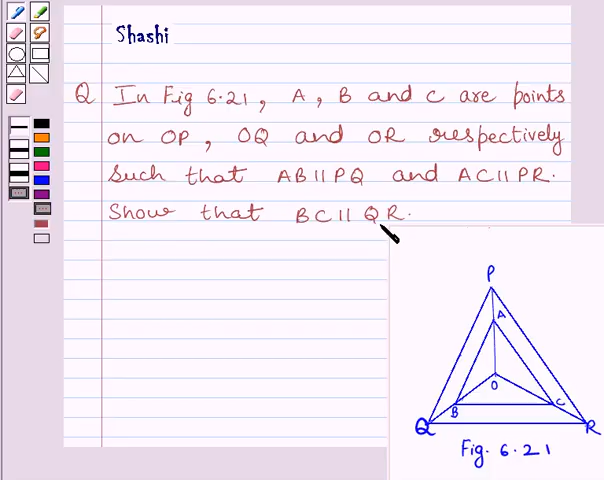 Shashi
Q In Fig 6.21, A, B and C are points
on OP, OQ and OR respectively
Such that AB||PQ and AC||PR.
Show that BC||QR.
P
A
O
B
C
Q
R
Fig. 6.21